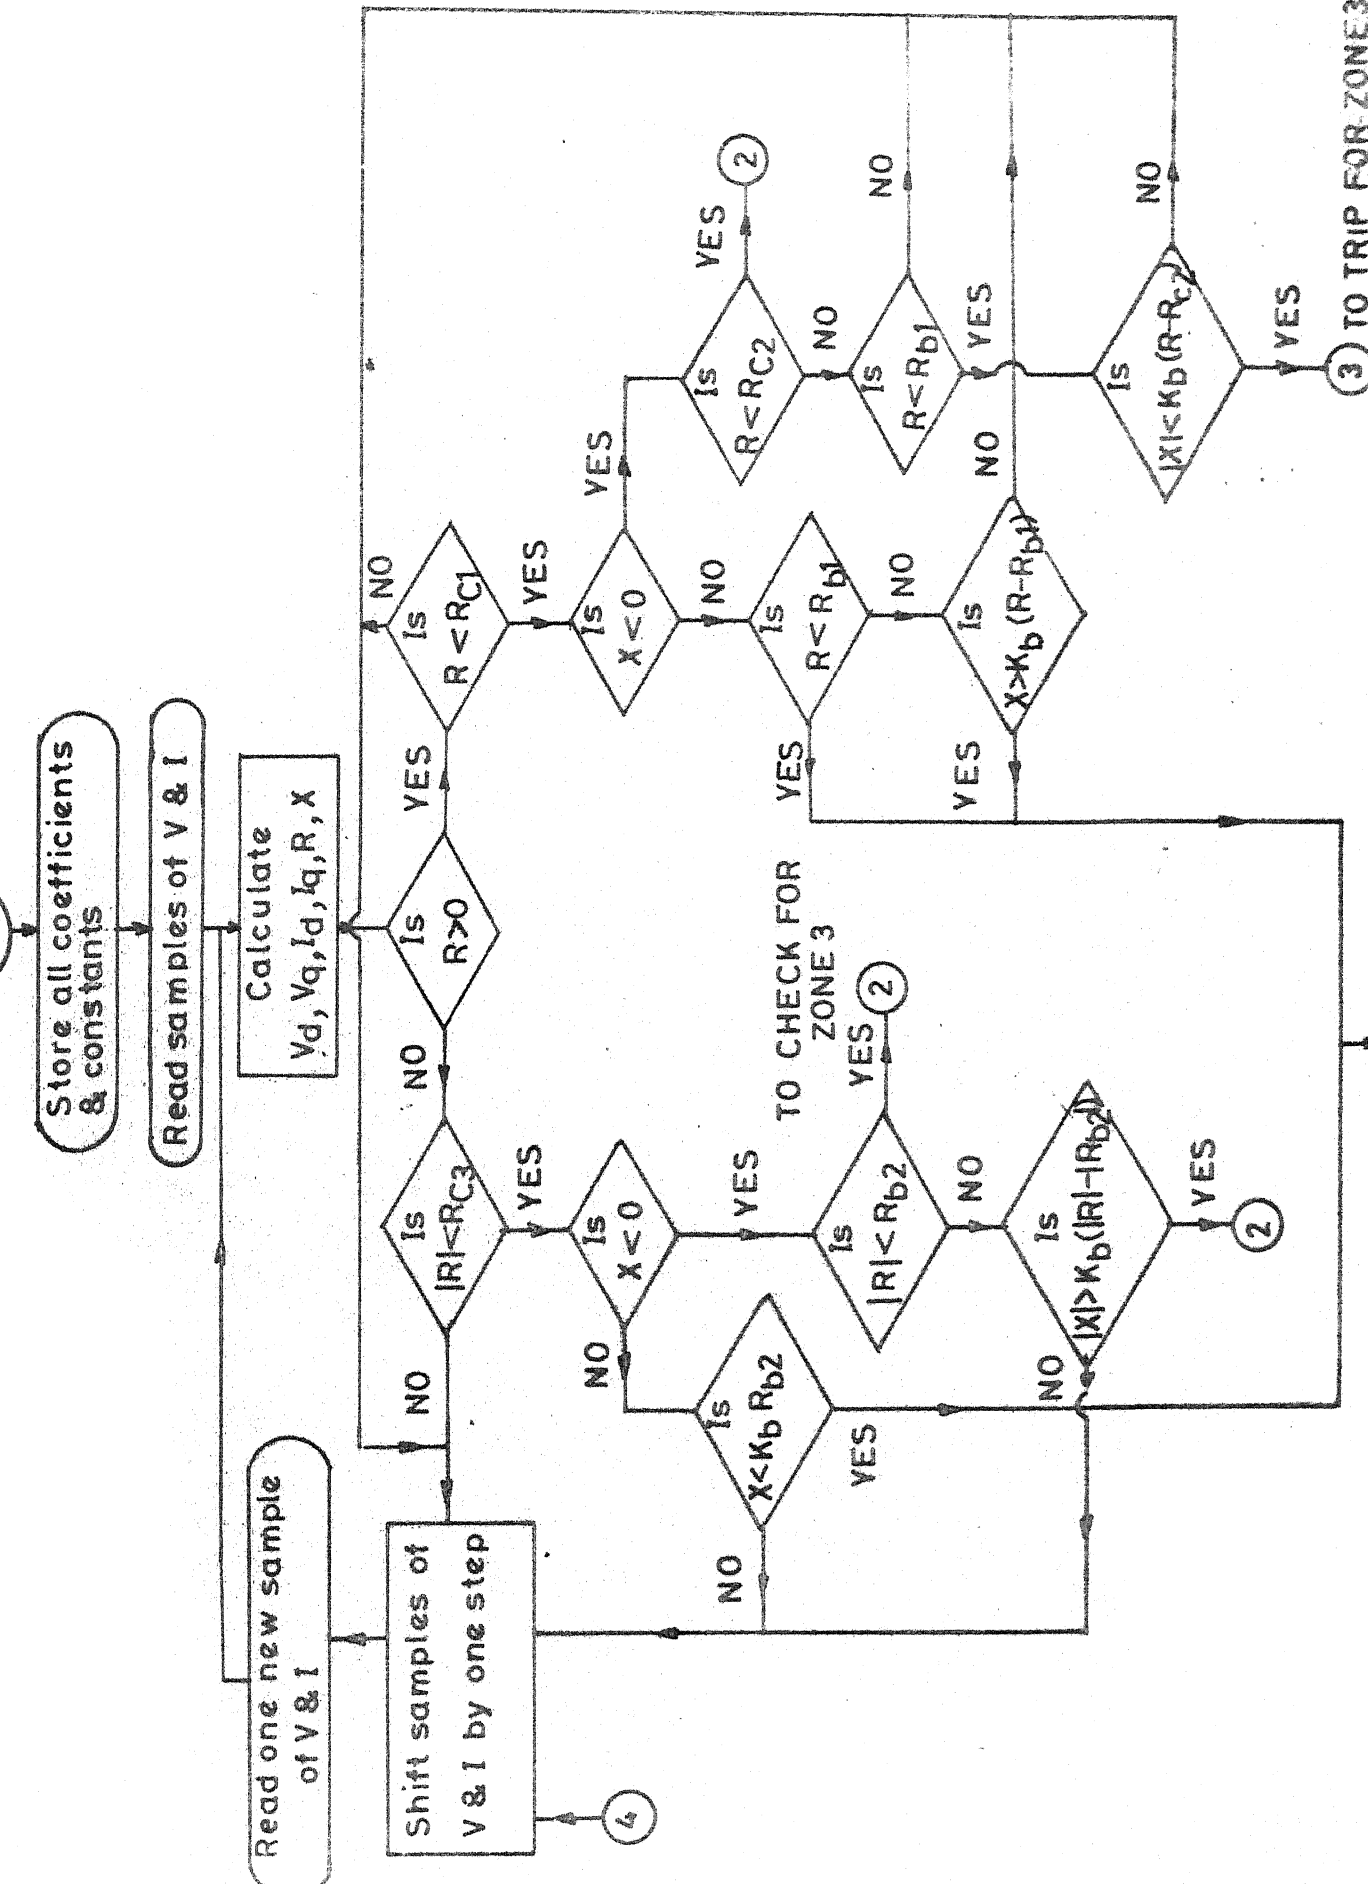 Store all coefficients
& constants
Read samples of V & I
Calculate
Vd, Vq, Id, Iq, R, X
Is
R>0
YES
NO
Is
R<RC1
NO
YES
Is
X<0
YES
NO
Is
R<RC2
YES
2
NO
Is
R<Rb1
NO
YES
Is
|X|<Kb(R-Rc2)
NO
YES
3
TO TRIP FOR ZONE3
Is
R<Rb1
YES
NO
Is
X>Kb(R-Rb1)
NO
YES
Is
|R|<RC3
NO
YES
Is
X<0
NO
YES
Is
|R|<Rb2
YES
2
TO CHECK FOR
ZONE 3
NO
Is
|X|>Kb(|R|-|Rb2|)
NO
YES
2
Is
X<Kb Rb2
NO
YES
Shift samples of
V & I by one step
4
Read one new sample
of V & I